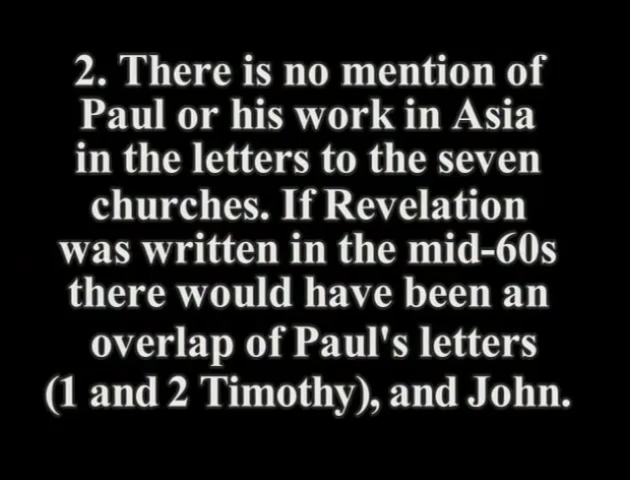 2. There is no mention of
Paul or his work in Asia
in the letters to the seven
churches. If Revelation
was written in the mid-60s
there would have been an
overlap of Paul's letters
(1 and 2 Timothy), and John.